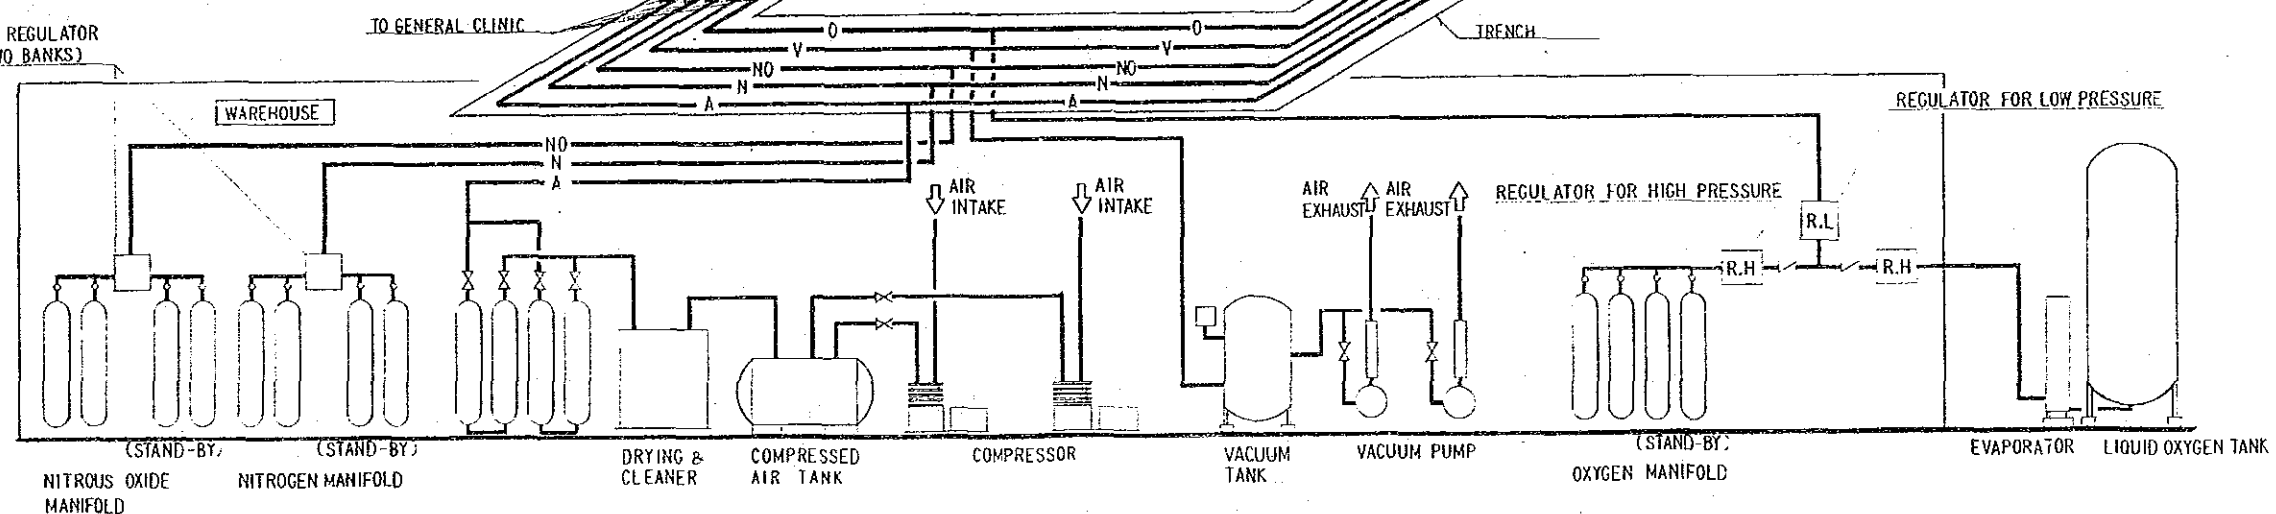 TO GENERAL CLINIC
REGULATOR
BANKS)
O
O
TRENCH
V
V
NO
NO
N
N
A
A
WAREHOUSE
REGULATOR FOR LOW PRESSURE
NO
N
A
AIR
INTAKE
AIR
INTAKE
AIR
EXHAUST
AIR
EXHAUST
REGULATOR FOR HIGH PRESSURE
R.L
R.H
R.H
(STAND-BY)
(STAND-BY)
(STAND-BY)
NITROUS OXIDE
MANIFOLD
NITROGEN MANIFOLD
DRYING &
CLEANER
COMPRESSED
AIR TANK
COMPRESSOR
VACUUM
TANK
VACUUM PUMP
OXYGEN MANIFOLD
EVAPORATOR
LIQUID OXYGEN TANK